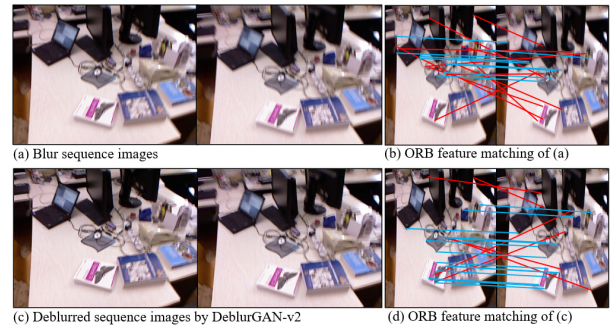 (a) Blur sequence images
(b) ORB feature matching of (a)
(c) Deblurred sequence images by DeblurGAN-v2
(d) ORB feature matching of (c)